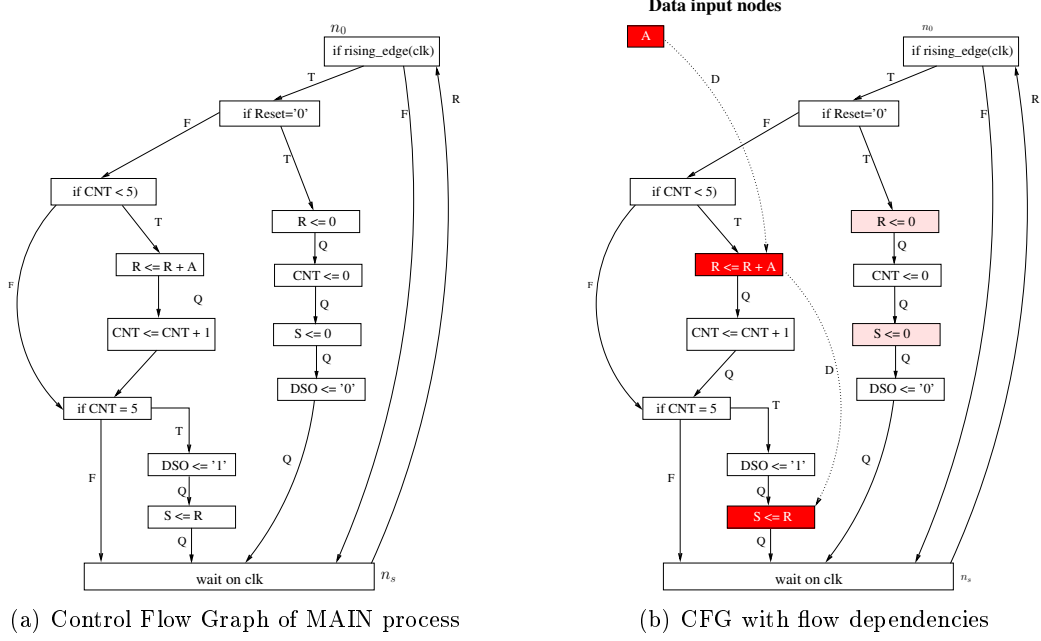 Data input nodes
n0
if rising_edge(clk)
T
F
R
if Reset='0'
F
T
if CNT < 5)
T
F
R <= 0
Q
R <= R + A
Q
CNT <= 0
Q
CNT <= CNT + 1
S <= 0
Q
DSO <= '0'
Q
if CNT = 5
T
F
DSO <= '1'
Q
S <= R
Q
wait on clk
ns
(a) Control Flow Graph of MAIN process
A
D
n0
if rising_edge(clk)
T
F
R
if Reset='0'
F
T
if CNT < 5)
T
F
R <= 0
Q
R <= R + A
Q
CNT <= 0
Q
CNT <= CNT + 1
Q
S <= 0
Q
D
DSO <= '0'
Q
if CNT = 5
T
F
DSO <= '1'
Q
S <= R
Q
wait on clk
ns
(b) CFG with flow dependencies